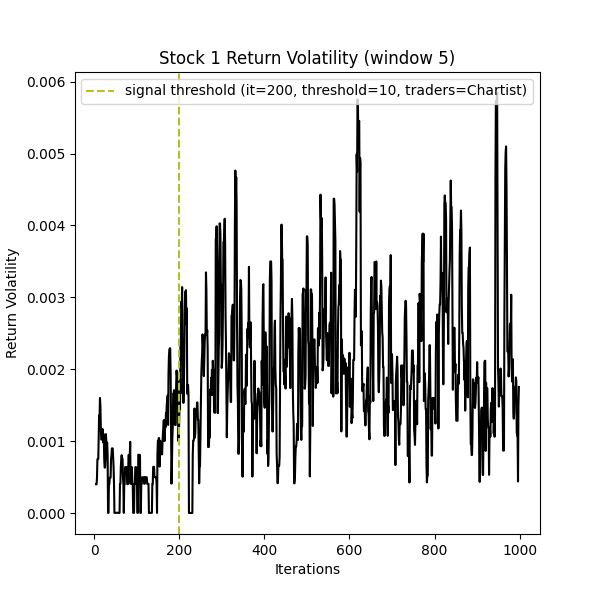 Stock 1 Return Volatility (window 5)
signal threshold (it=200, threshold=10, traders=Chartist)
0.006
0.005
0.004
0.003
0.002
0.001
0.000
Return Volatility
0 200 400 600 800 1000
Iterations